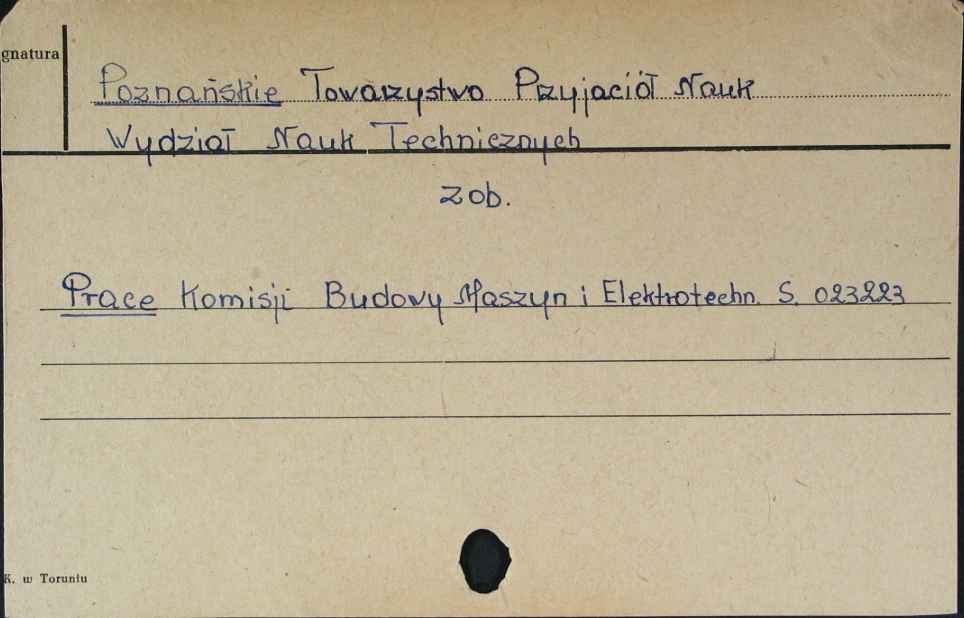 gnatura
Poznańskie Towarzystwo Przyjaciół Nauk
Wydział Nauk Technicznych
zob.
Prace Komisji Budowy Maszyn i Elektrotechn. S. 023223
K. w Toruniu